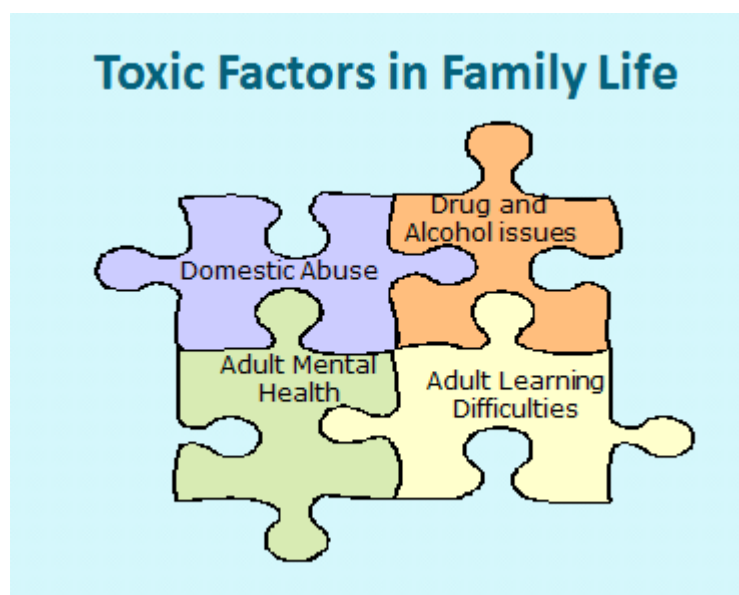 Toxic Factors in Family Life
Drug and
Alcohol issues
Domestic Abuse
Adult Mental
Health
Adult Learning
Difficulties